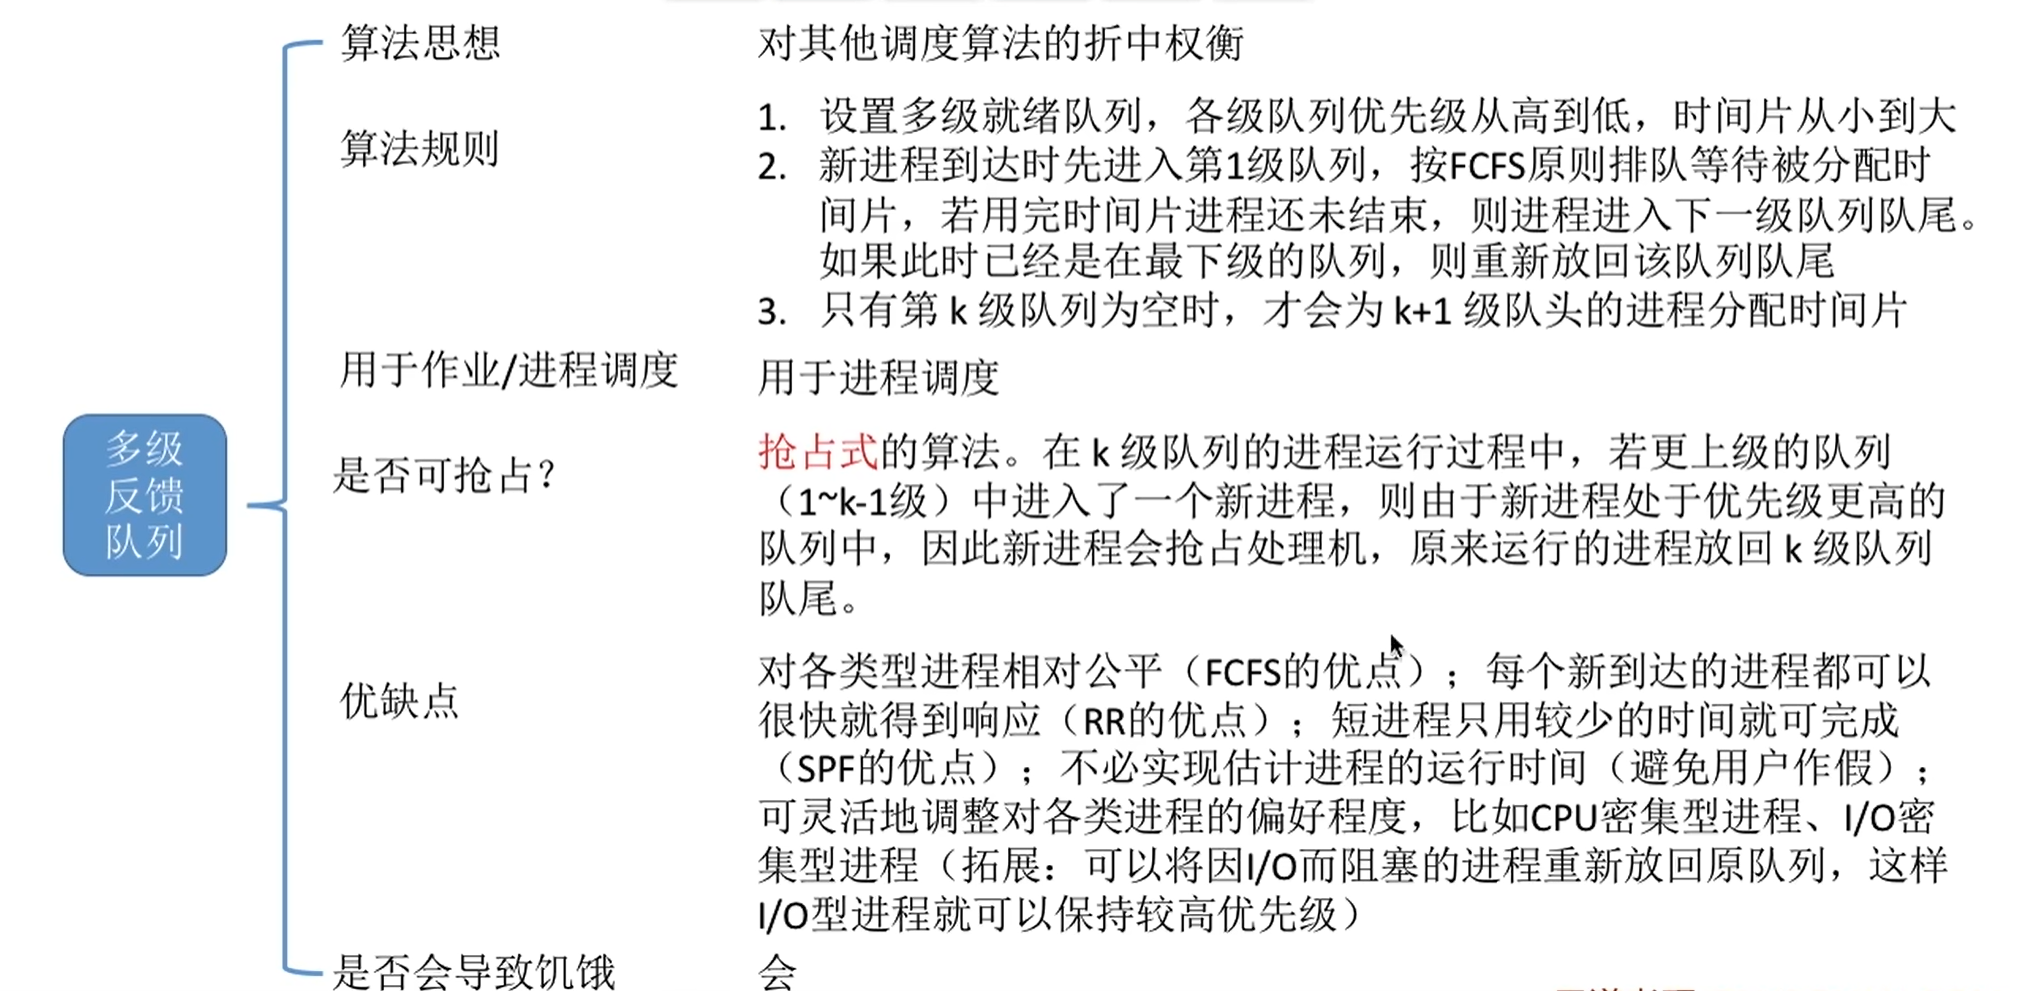 算法思想
对其他调度算法的折中权衡
算法规则
1. 设置多级就绪队列，各级队列优先级从高到低，时间片从小到大
2. 新进程到达时先进入第1级队列，按FCFS原则排队等待被分配时
间片，若用完时间片进程还未结束，则进程进入下一级队列队尾。
如果此时已经是在最下级的队列，则重新放回该队列队尾
3. 只有第 k 级队列为空时，才会为 k+1 级队头的进程分配时间片
用于作业/进程调度
用于进程调度
多级
反馈
队列
是否可抢占？
抢占式的算法。在 k 级队列的进程运行过程中，若更上级的队列
（1~k-1级）中进入了一个新进程，则由于新进程处于优先级更高的
队列中，因此新进程会抢占处理机，原来运行的进程放回 k 级队列
队尾。
优缺点
对各类型进程相对公平（FCFS的优点）；每个新到达的进程都可以
很快就得到响应（RR的优点）；短进程只用较少的时间就可完成
（SPF的优点）；不必实现估计进程的运行时间（避免用户作假）；
可灵活地调整对各类进程的偏好程度，比如CPU密集型进程、I/O密
集型进程（拓展：可以将因I/O而阻塞的进程重新放回原队列，这样
I/O型进程就可以保持较高优先级）
是否会导致饥饿
会